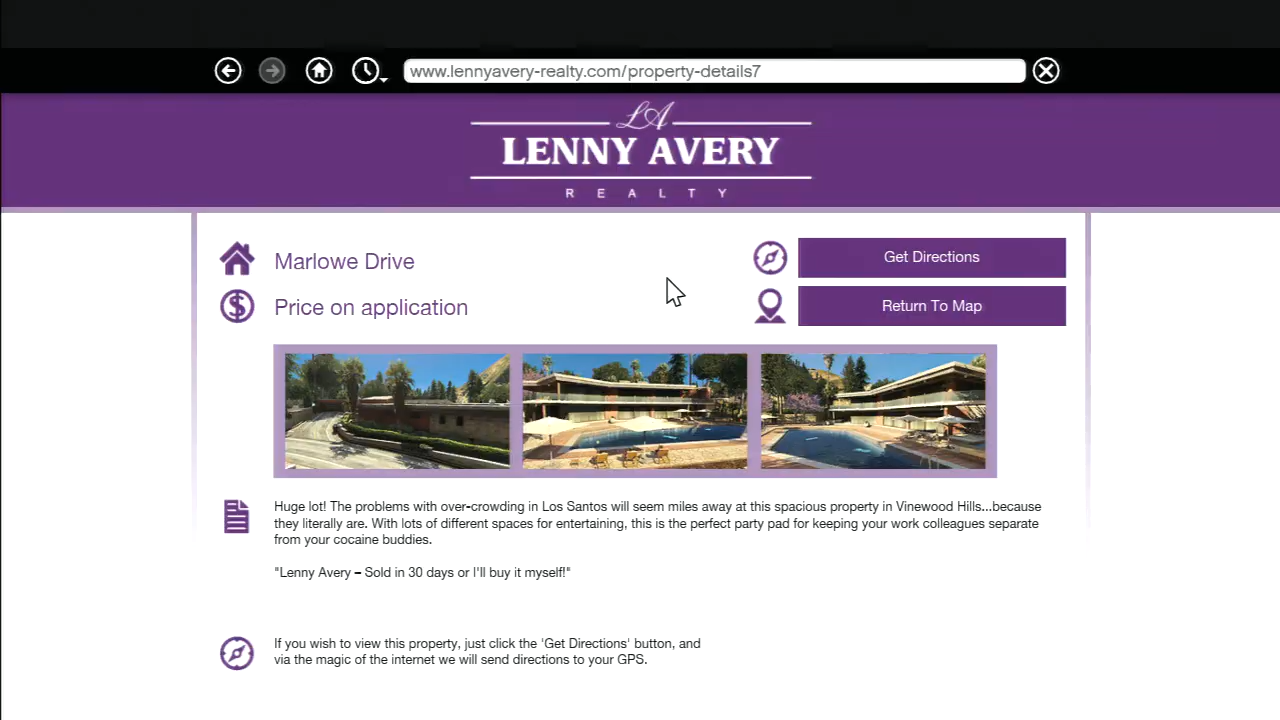 www.lennyavery-realty.com/property-details7
LA
LENNY AVERY
REALTY
Marlowe Drive
Get Directions
Price on application
Return To Map
Huge lot! The problems with over-crowding in Los Santos will seem miles away at this spacious property in Vinewood Hills...because
they literally are. With lots of different spaces for entertaining, this is the perfect party pad for keeping your work colleagues separate
from your cocaine buddies.
"Lenny Avery – Sold in 30 days or I'll buy it myself!"
If you wish to view this property, just click the 'Get Directions' button, and
via the magic of the internet we will send directions to your GPS.